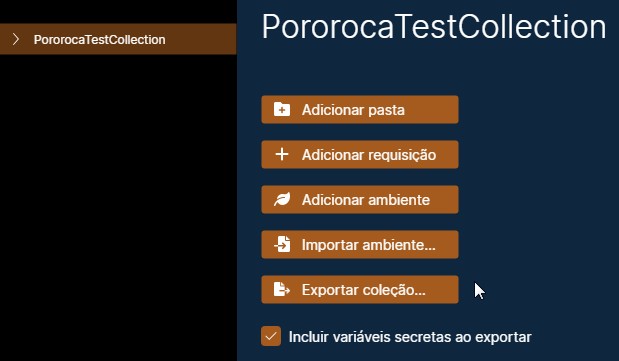 PororocaTestCollection
PororocaTestCollection
Adicionar pasta
Adicionar requisição
Adicionar ambiente
Importar ambiente...
Exportar coleção...
Incluir variáveis secretas ao exportar